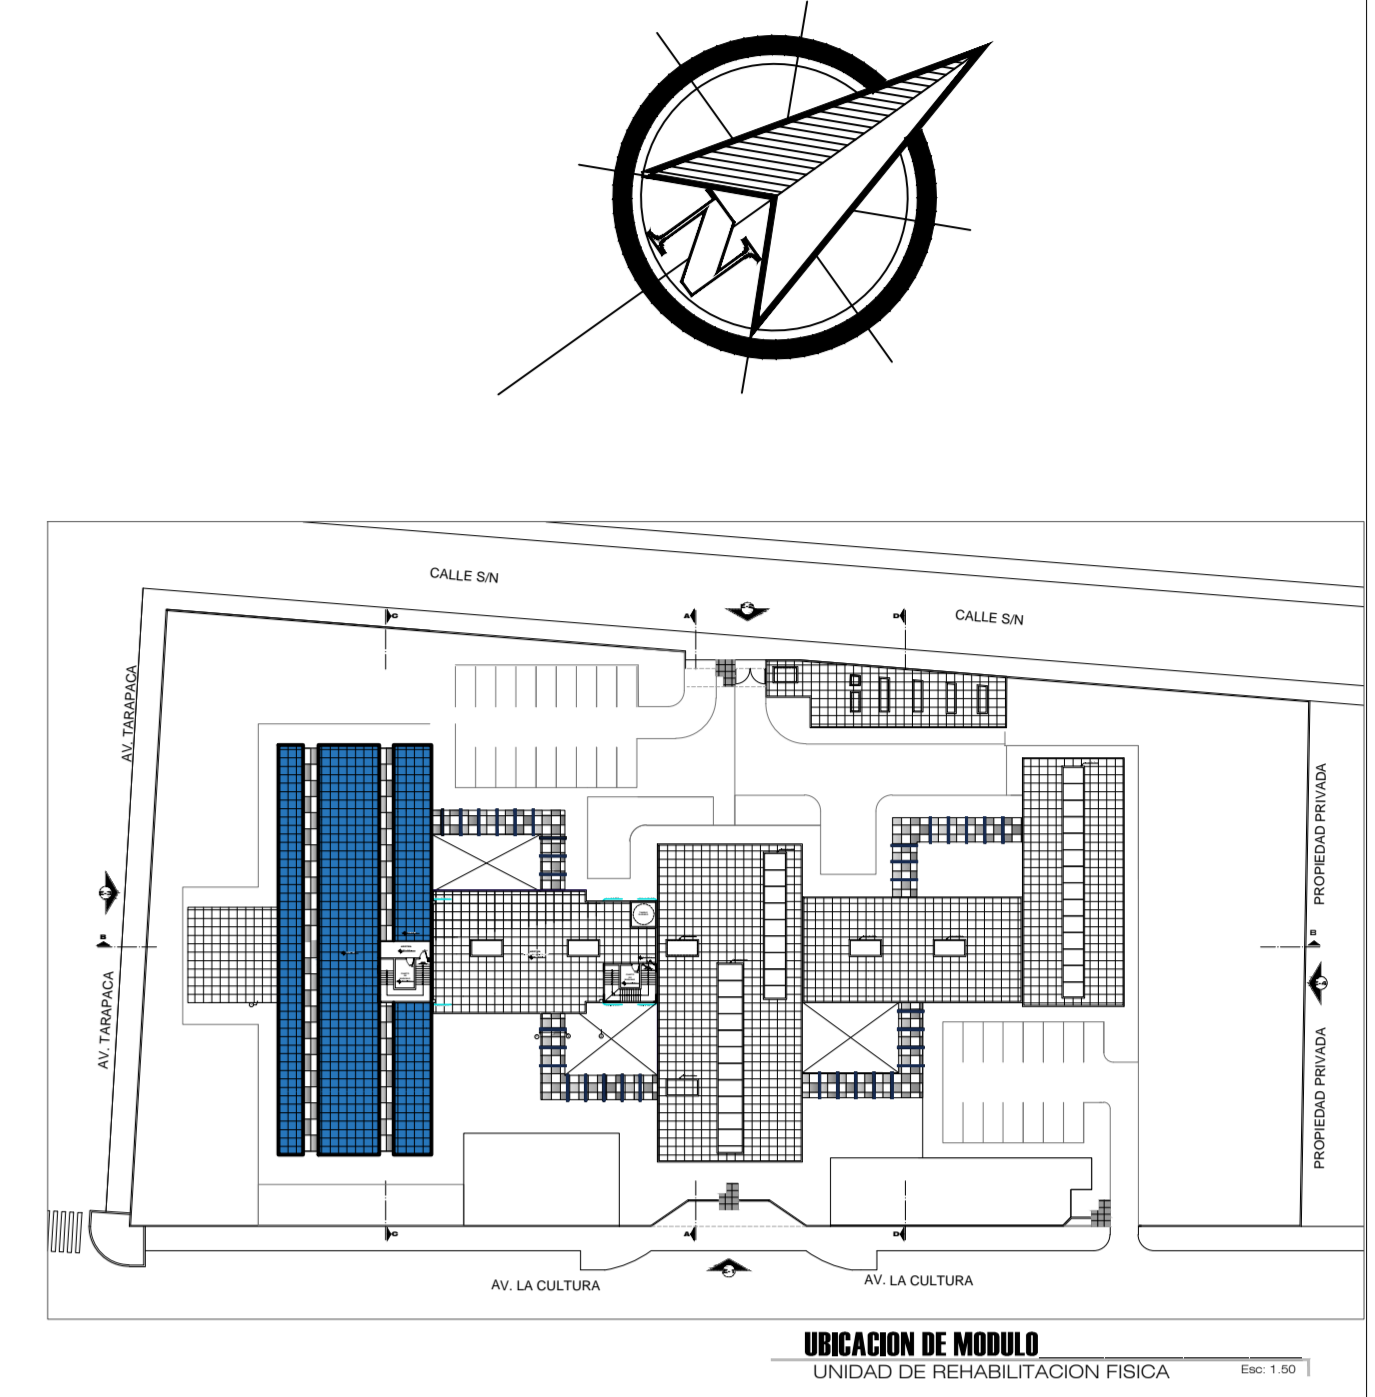 N
CALLE S/N
CALLE S/N
C
A
D
AV. TARAPACA
PROPIEDAD PRIVADA
B
B
AV. TARAPACA
PROPIEDAD PRIVADA
C
A
D
AV. LA CULTURA
AV. LA CULTURA
UBICACION DE MODULO
UNIDAD DE REHABILITACION FISICA
Esc: 1.50